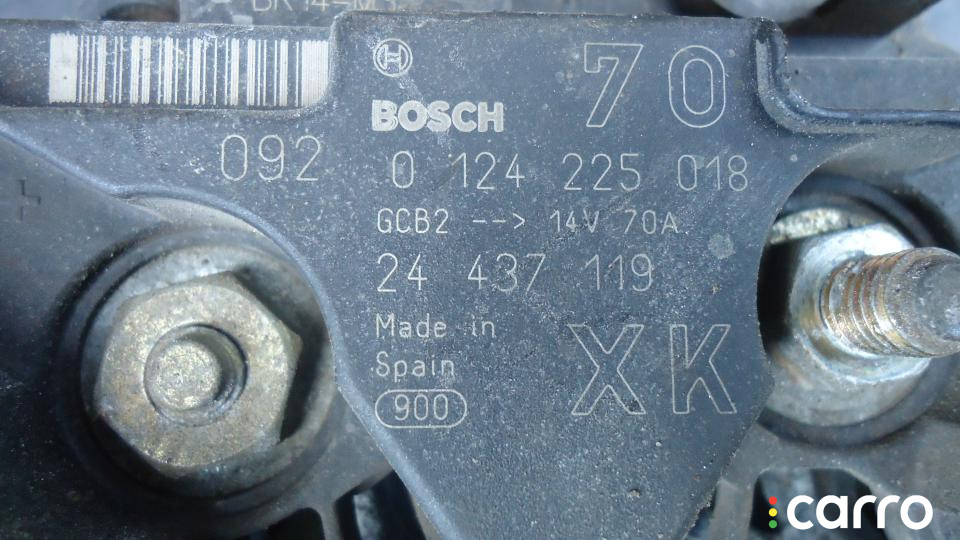 BOSCH 70
092 0 124 225 018
GCB2 --> 14V 70A
24 437 119
Made in
Spain
XK
900
carro